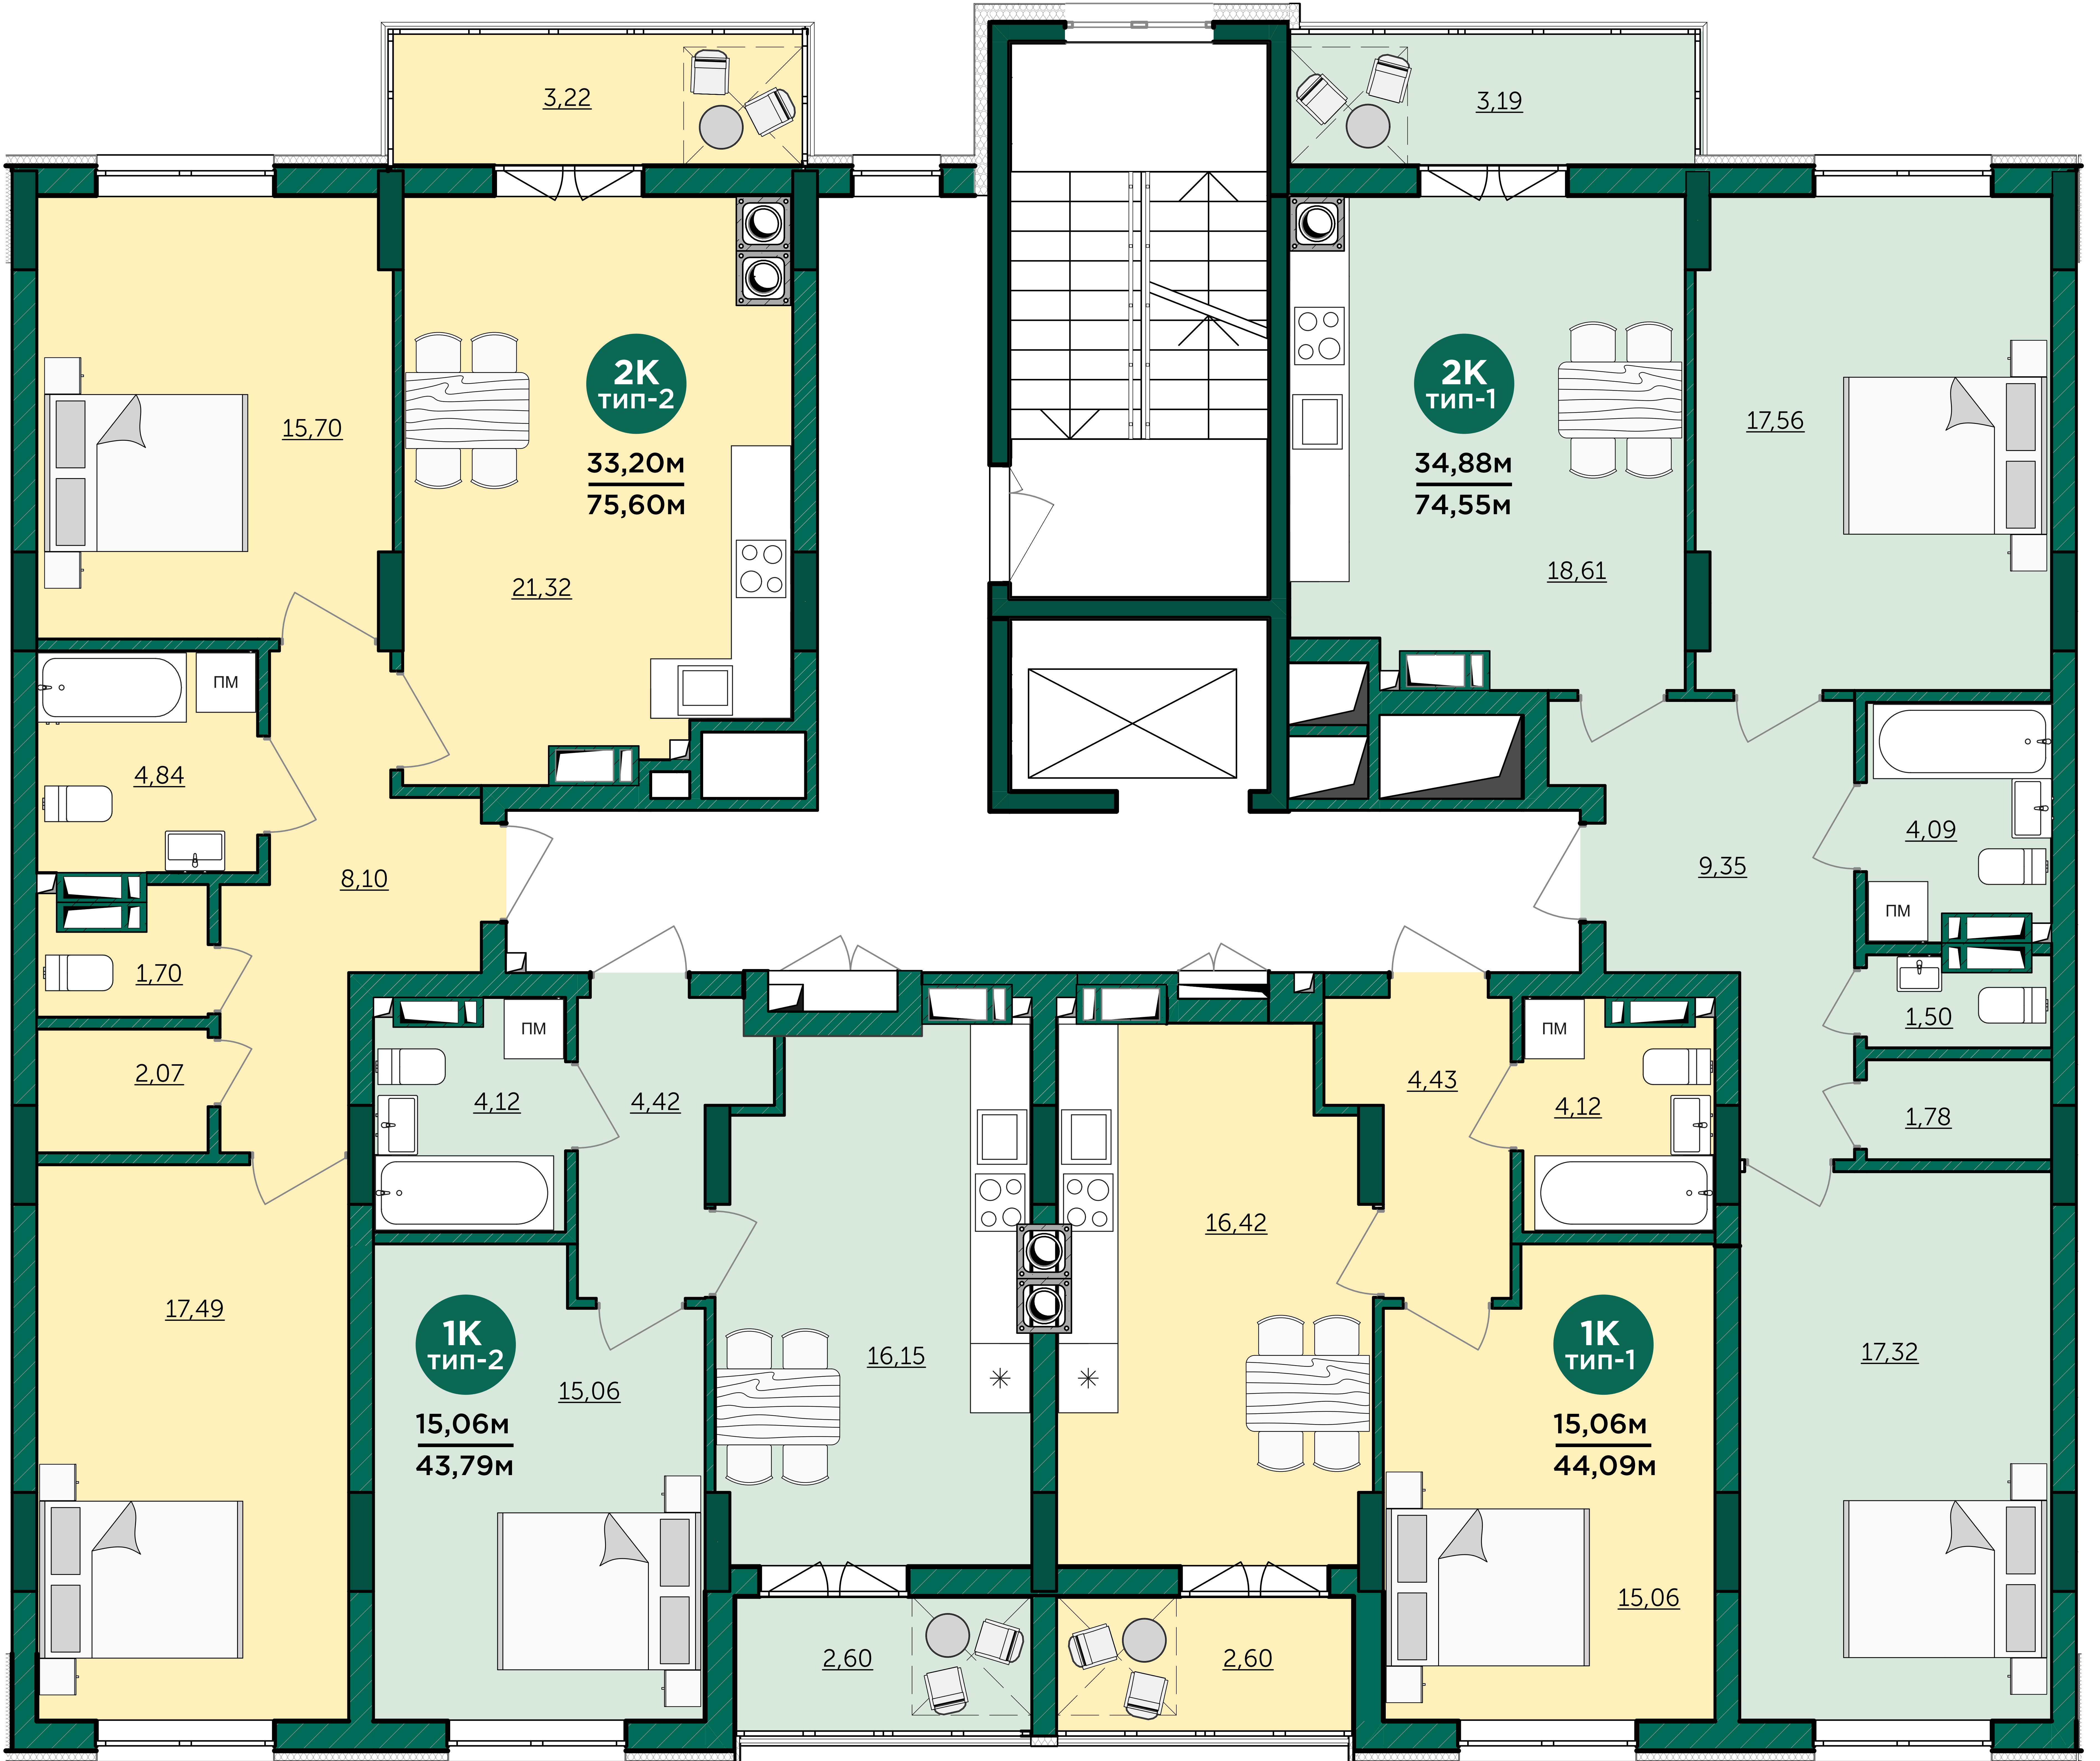 3,22
3,19
2К
тип-2
33,20м
75,60м
15,70
21,32
2К
тип-1
34,88м
74,55м
17,56
18,61
ПМ
4,84
8,10
1,70
2,07
9,35
4,09
ПМ
1,50
1,78
ПМ
4,12
4,42
4,43
ПМ
4,12
16,42
17,49
1К
тип-2
15,06м
43,79м
15,06
16,15
1К
тип-1
15,06м
44,09м
15,06
17,32
2,60
2,60